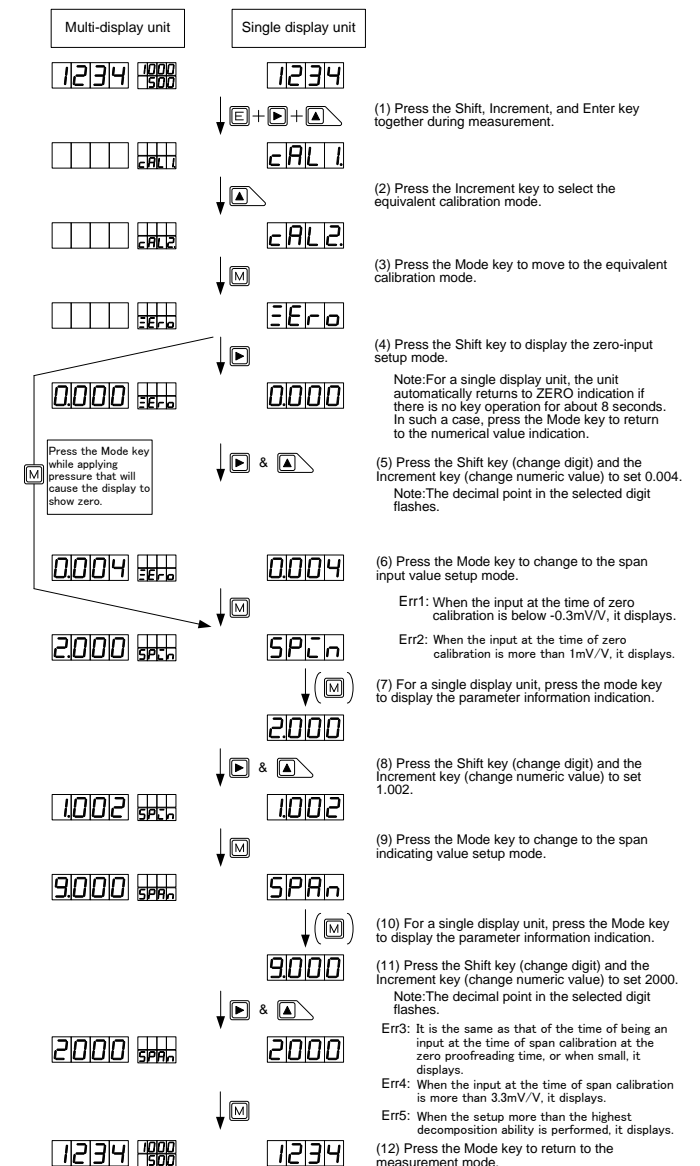 Multi-display unit Single display unit
1234 1000 1234
500
E + ▶ + ▲
(1) Press the Shift, Increment, and Enter key
together during measurement.
cAL1. cAL1.
▲
(2) Press the Increment key to select the
equivalent calibration mode.
cAL2. cAL2.
M
(3) Press the Mode key to move to the equivalent
calibration mode.
ZEro ZEro
▶
(4) Press the Shift key to display the zero-input
setup mode.
0.000 ZEro 0.000
Note:For a single display unit, the unit
automatically returns to ZERO indication if
there is no key operation for about 8 seconds.
In such a case, press the Mode key to return
to the numerical value indication.
M
Press the Mode key
while applying
pressure that will
cause the display to
show zero.
▶ & ▲
(5) Press the Shift key (change digit) and the
Increment key (change numeric value) to set 0.004.
Note:The decimal point in the selected digit
flashes.
0.004 ZEro 0.004
(6) Press the Mode key to change to the span
input value setup mode.
M
Err1: When the input at the time of zero
calibration is below -0.3mV/V, it displays.
Err2: When the input at the time of zero
calibration is more than 1mV/V, it displays.
2.000 SPin SPin
(M)
(7) For a single display unit, press the mode key
to display the parameter information indication.
2.000
▶ & ▲
(8) Press the Shift key (change digit) and the
Increment key (change numeric value) to set
1.002.
1.002 SPin 1.002
M
(9) Press the Mode key to change to the span
indicating value setup mode.
9.000 SPAn SPAn
(M)
(10) For a single display unit, press the Mode key
to display the parameter information indication.
9.000
(11) Press the Shift key (change digit) and the
Increment key (change numeric value) to set 2000.
Note:The decimal point in the selected digit
flashes.
▶ & ▲
Err3: It is the same as that of the time of being an
input at the time of span calibration at the
zero proofreading time, or when small, it
displays.
2000 SPAn 2000
Err4: When the input at the time of span calibration
is more than 3.3mV/V, it displays.
M
Err5: When the setup more than the highest
decomposition ability is performed, it displays.
1234 1000 1234
1500
(12) Press the Mode key to return to the
measurement mode.